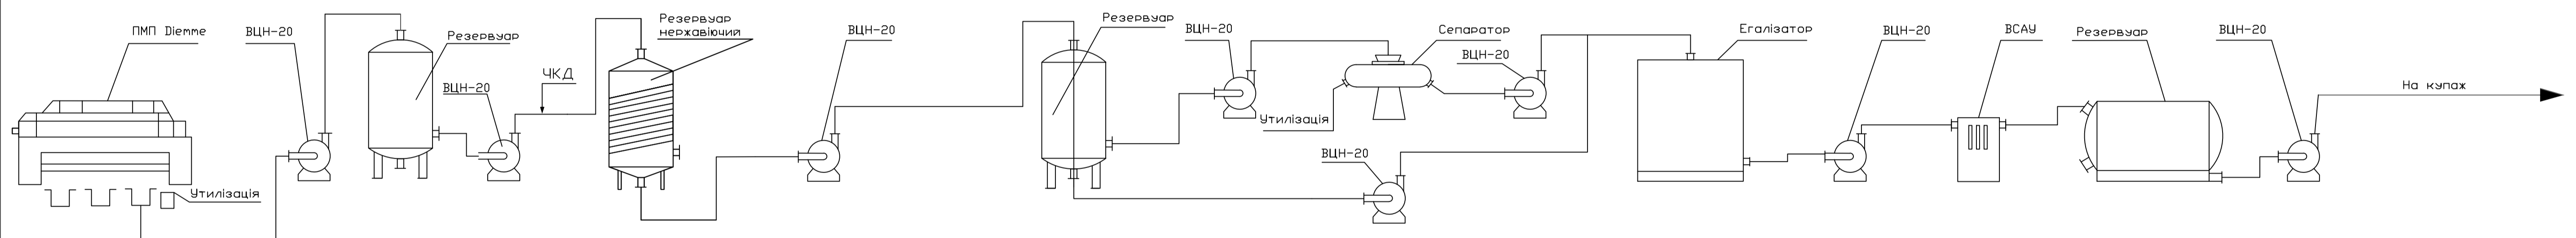 ПМП Diemme
ВЦН-20
Резервуар
ВЦН-20
ЧКД
Резервуар
нержавіючий
ВЦН-20
Резервуар
ВЦН-20
Сепаратор
ВЦН-20
Утилізація
ВЦН-20
Егалізатор
ВЦН-20
ВСАУ
Резервуар
ВЦН-20
На купаж
Утилізація